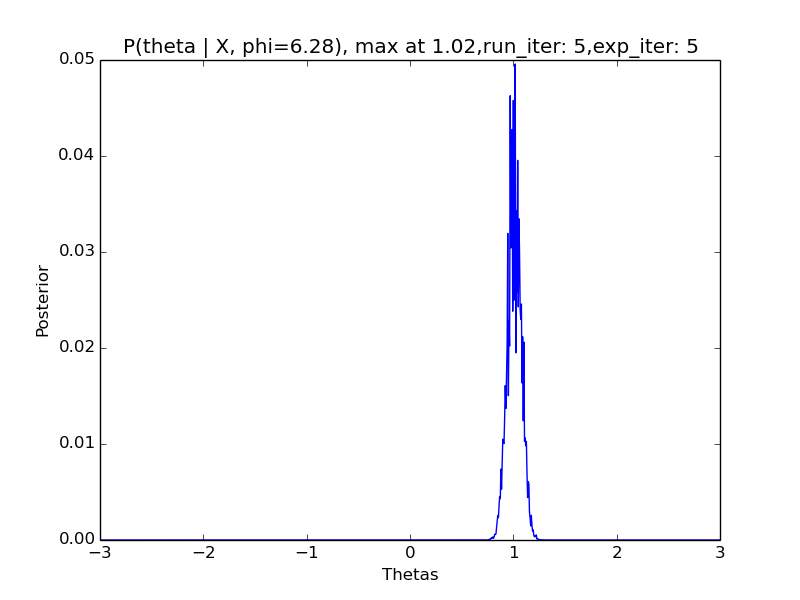 P(theta | X, phi=6.28), max at 1.02,run_iter: 5,exp_iter: 5
0.05
0.04
0.03
0.02
0.01
0.00
Posterior
−3 −2 −1 0 1 2 3
Thetas